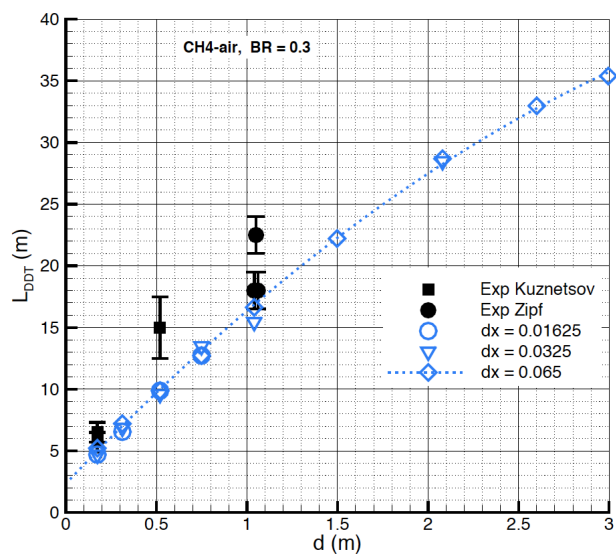 40
35
30
25
20
15
10
5
0
L_DDT (m)
CH4-air, BR = 0.3
Exp Kuznetsov
Exp Zipf
dx = 0.01625
dx = 0.0325
dx = 0.065
0 0.5 1 1.5 2 2.5 3
d (m)